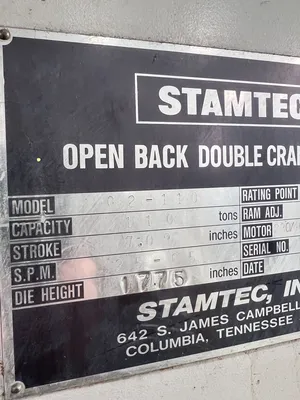 STAMTEC
OPEN BACK DOUBLE CRA
MODEL RATING POINT
CAPACITY 110 tons RAM ADJ.
STROKE inches MOTOR
S.P.M. SERIAL NO.
DIE HEIGHT 17.75 inches DATE
STAMTEC, IN
642 S. JAMES CAMPBELL
COLUMBIA, TENNESSEE